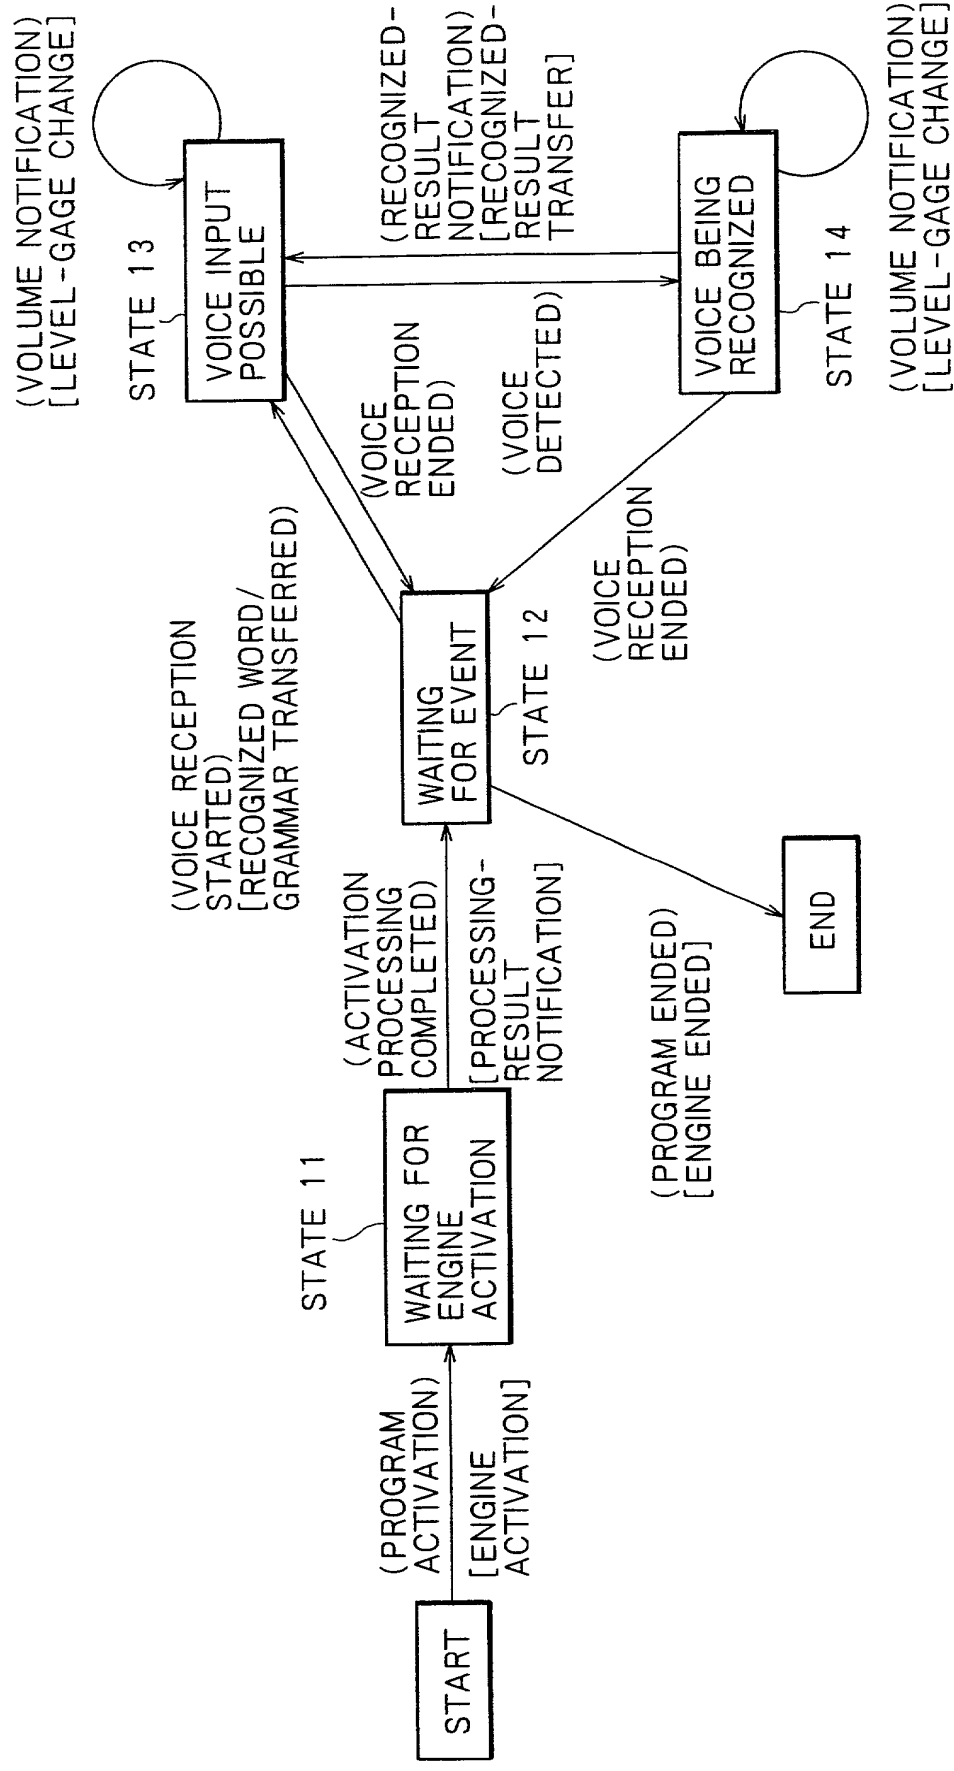 START
(PROGRAM
ACTIVATION)
[ENGINE
ACTIVATION]
STATE 11
WAITING FOR
ENGINE
ACTIVATION
(ACTIVATION
PROCESSING
COMPLETED)
[PROCESSING-
RESULT
NOTIFICATION]
WAITING
FOR EVENT
STATE 12
(PROGRAM ENDED)
[ENGINE ENDED]
END
(VOICE RECEPTION
STARTED)
[RECOGNIZED WORD/
GRAMMAR TRANSFERRED)
(VOICE
RECEPTION
ENDED)
(VOICE
RECEPTION
ENDED)
(VOICE
DETECTED)
STATE 13
VOICE INPUT
POSSIBLE
(VOLUME NOTIFICATION)
[LEVEL-GAGE CHANGE]
(RECOGNIZED-
RESULT
NOTIFICATION)
[RECOGNIZED-
RESULT
TRANSFER]
VOICE BEING
RECOGNIZED
STATE 14
(VOLUME NOTIFICATION)
[LEVEL-GAGE CHANGE]